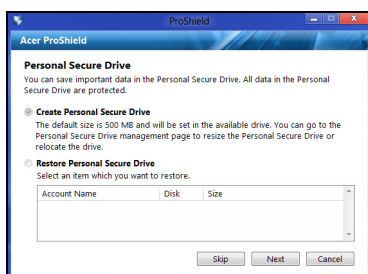 ProShield
Acer ProShield
Personal Secure Drive
You can save important data in the Personal Secure Drive. All data in the Personal
Secure Drive are protected.
Create Personal Secure Drive
The default size is 500 MB and will be set in the available drive. You can go to the
Personal Secure Drive management page to resize the Personal Secure Drive or
relocate the drive.
Restore Personal Secure Drive
Select an item which you want to restore.
Account Name Disk Size
Skip Next Cancel